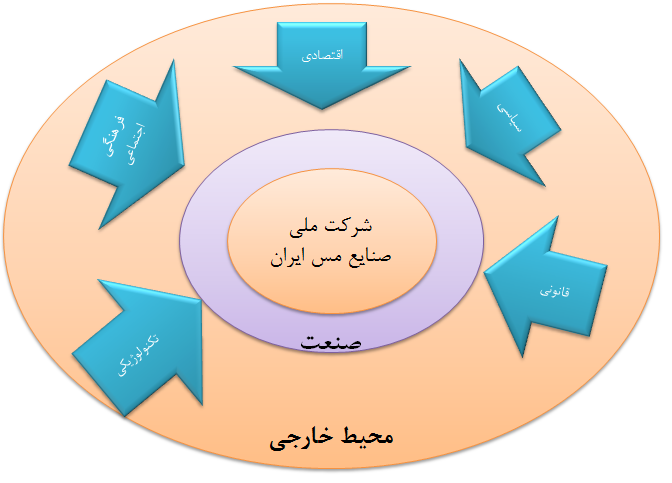 اقتصادی
سیاسی
فرهنگی
اجتماعی
قانونی
تکنولوژیکی
شرکت ملی
صنایع مس ایران
صنعت
محیط خارجی